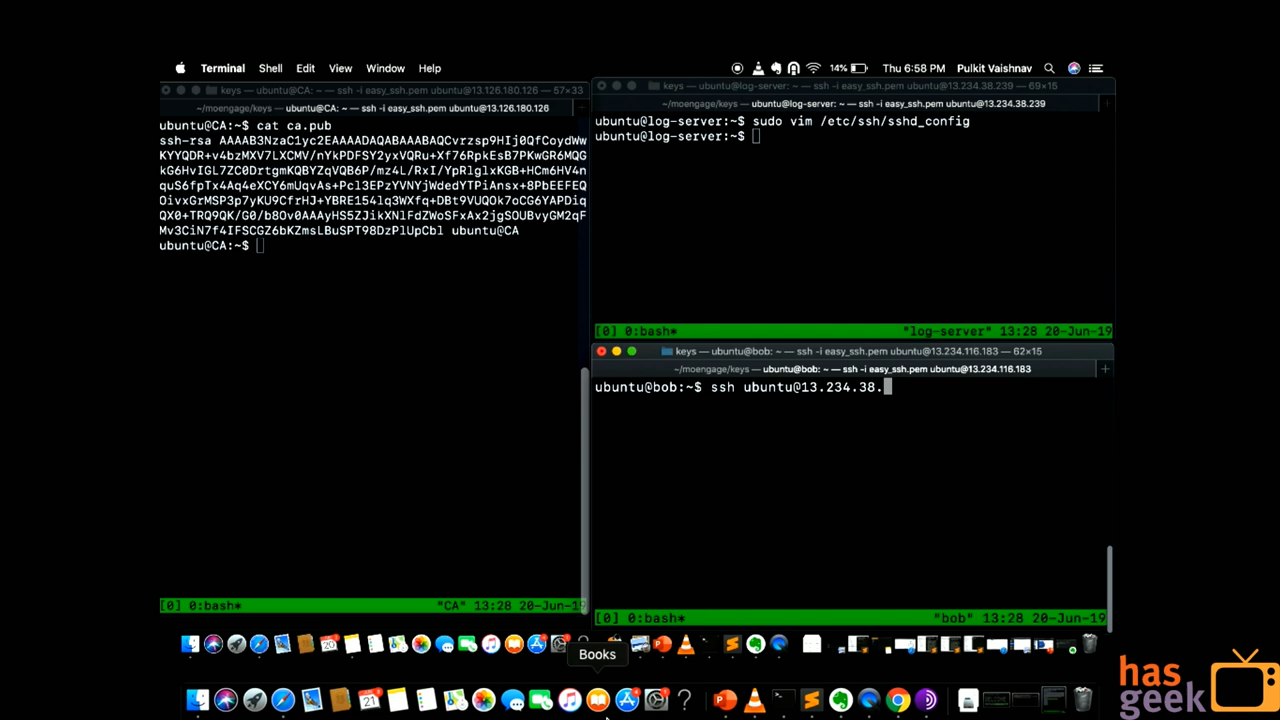 Terminal Shell Edit View Window Help
14% Thu 6:58 PM Pulkit Vaishnav
keys — ubuntu@CA: ~ — ssh -i easy_ssh.pem ubuntu@13.126.180.126 — 57×33
~/moengage/keys — ubuntu@CA: ~ — ssh -i easy_ssh.pem ubuntu@13.126.180.126
ubuntu@CA:~$ cat ca.pub
ssh-rsa AAAAB3NzaC1yc2EAAAADAQABAAABAQCvrzsp9HIj0QfCoydWw
KYYQDR+v4bzMXV7LXCMV/nYkPDFSY2yxVQRu+Xf76RpkEsB7PKwGR6MQG
kG6HvIGL7ZC0DrtgmKQBYZqVQB6P/mz4L/RxI/YpRlglxKGB+HCm6HV4n
quS6fpTx4Aq4eXCY6mUqvAs+Pcl3EPzYVNYjWdedYTPiAnsx+8PbEEFEQ
OivxGrMSP3p7yKU9CfrHJ+YBRE154lq3WXfq+DBt9VUQOk7oCG6YAPDiq
QX0+TRQ9QK/G0/b8Ov0AAAyHS5ZJikXNlFdZWoSFxAx2jgSOUBvyGM2qF
Mv3CiN7f4IFSCGZ6bKZmsLBuSPT98DzPlUpCbl ubuntu@CA
ubuntu@CA:~$
[0] 0:bash* "CA" 13:28 20-Jun-19
keys — ubuntu@log-server: ~ — ssh -i easy_ssh.pem ubuntu@13.234.38.239 — 69×15
~/moengage/keys — ubuntu@log-server: ~ — ssh -i easy_ssh.pem ubuntu@13.234.38.239
ubuntu@log-server:~$ sudo vim /etc/ssh/sshd_config
ubuntu@log-server:~$
[0] 0:bash* "log-server" 13:28 20-Jun-19
keys — ubuntu@bob: ~ — ssh -i easy_ssh.pem ubuntu@13.234.116.183 — 62×15
~/moengage/keys — ubuntu@bob: ~ — ssh -i easy_ssh.pem ubuntu@13.234.116.183
ubuntu@bob:~$ ssh ubuntu@13.234.38.
[0] 0:bash* "bob" 13:28 20-Jun-19
20
Books
21
has
geek